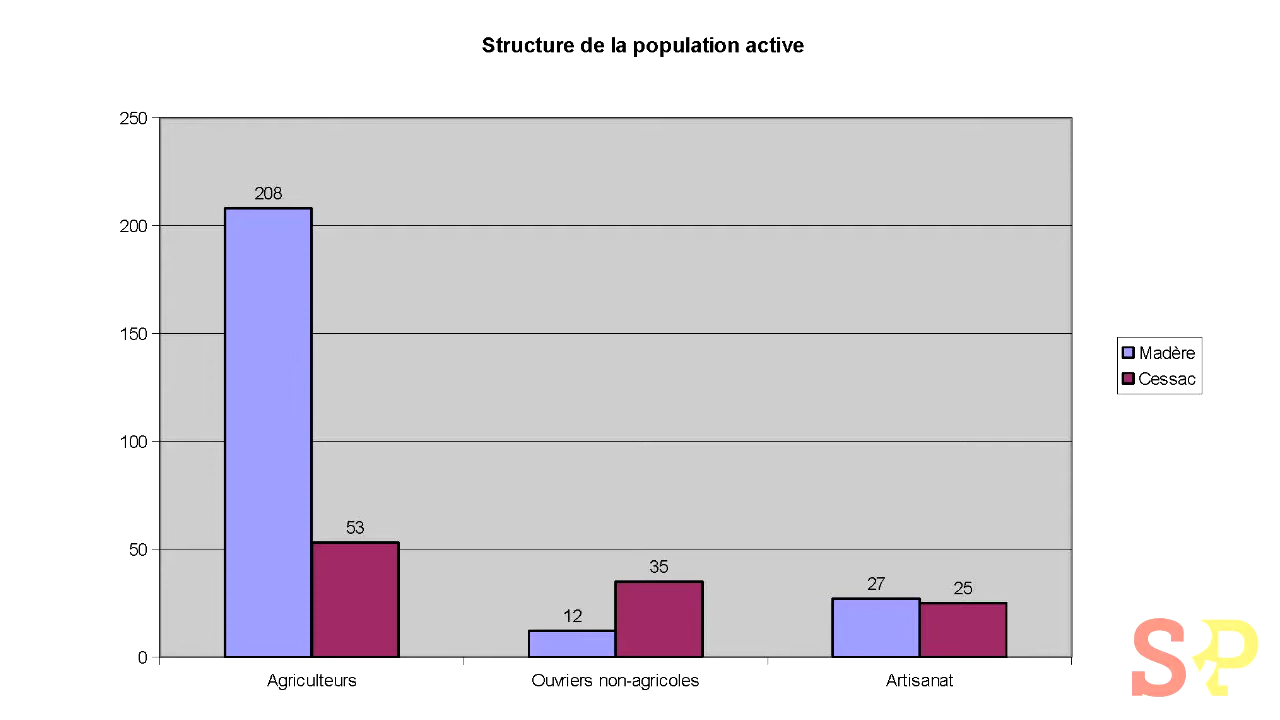 Structure de la population active
250
200
150
100
50
0
208
53
12
35
27
25
Agriculteurs
Ouvriers non-agricoles
Artisanat
Madère
Cessac
SP